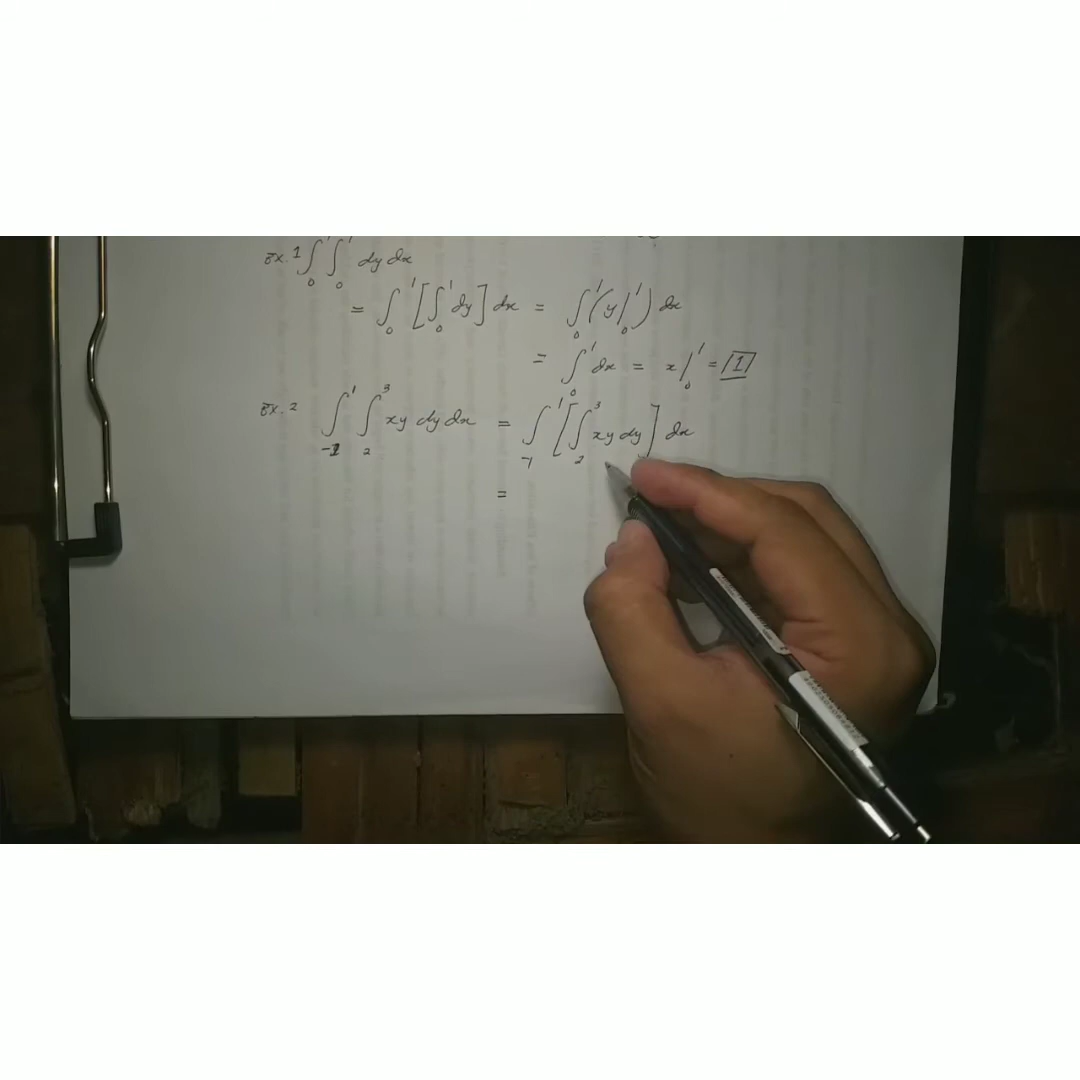 Ex. 1 ∫₀¹ ∫₀¹ dy dx
= ∫₀¹ [∫₀¹ dy] dx = ∫₀¹ (y|₀¹) dx
= ∫₀¹ dx = x|₀¹ = 1
Ex. 2 ∫₋₁¹ ∫₂³ xy dy dx = ∫₋₁¹ [∫₂³ xy dy] dx
=